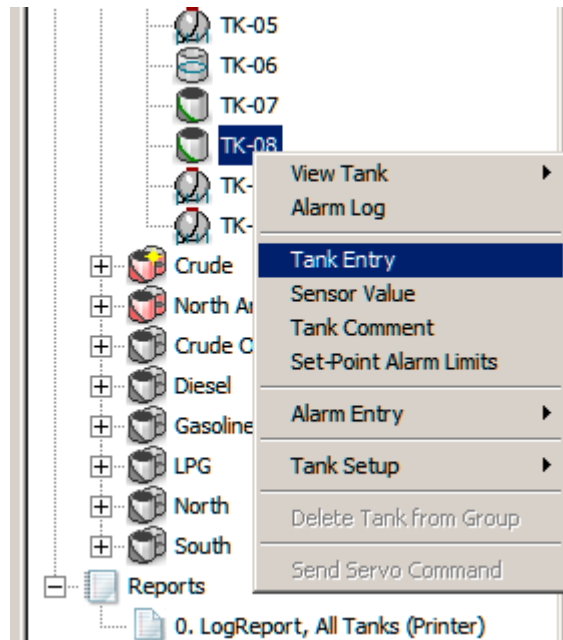 TK-05
TK-06
TK-07
TK-08
TK-
TK-
Crude
North
Crude
Diesel
Gasoline
LPG
North
South
Reports
0. LogReport, All Tanks (Printer)
View Tank
Alarm Log
Tank Entry
Sensor Value
Tank Comment
Set-Point Alarm Limits
Alarm Entry
Tank Setup
Delete Tank from Group
Send Servo Command